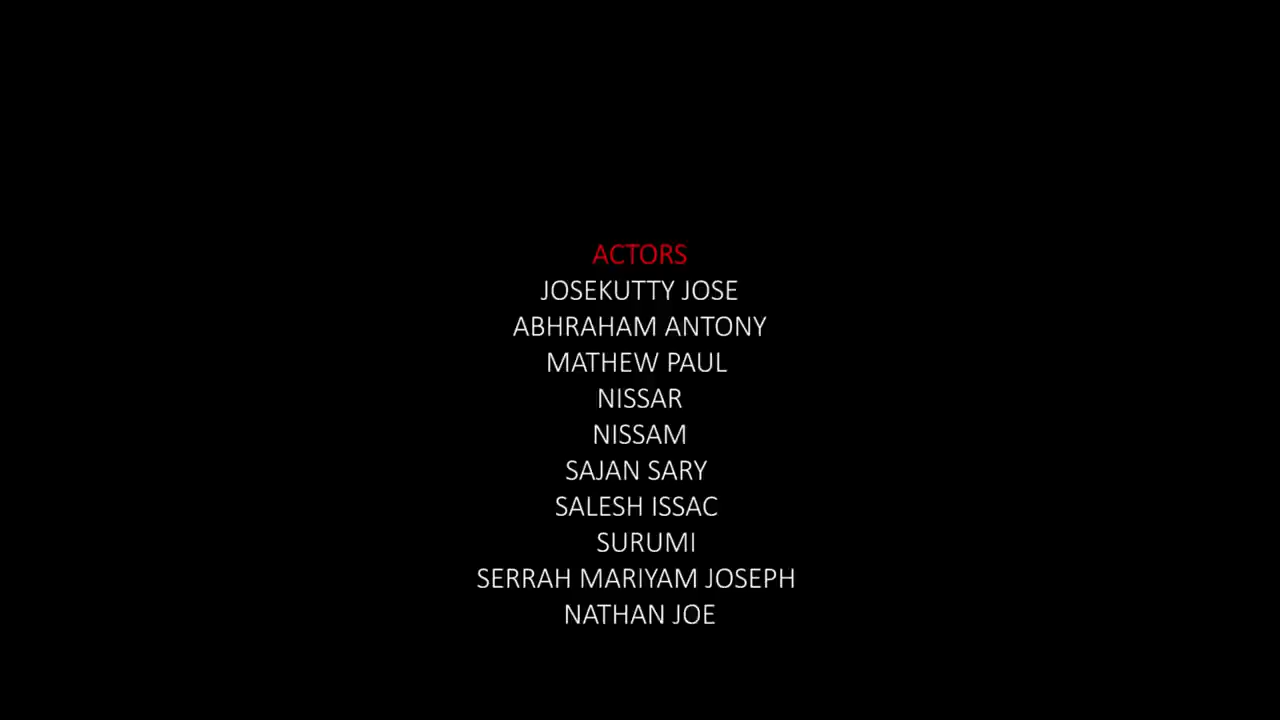 ACTORS
JOSEKUTTY JOSE
ABHRAHAM ANTONY
MATHEW PAUL
NISSAR
NISSAM
SAJAN SARY
SALESH ISSAC
SURUMI
SERRAH MARIYAM JOSEPH
NATHAN JOE